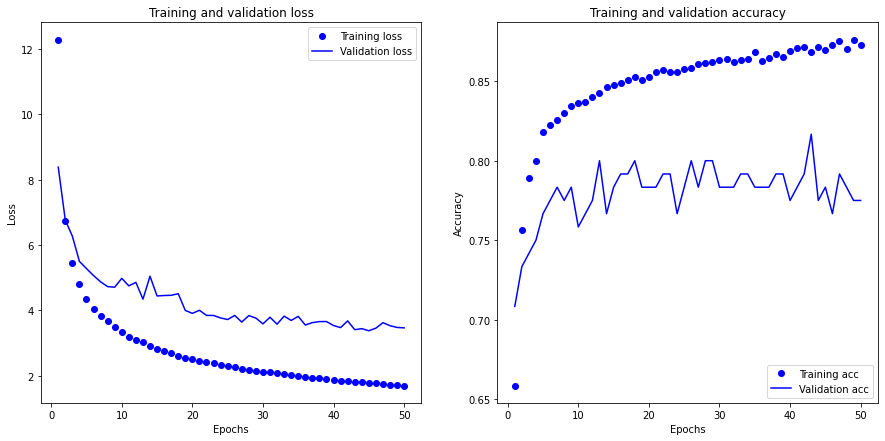 Training and validation loss
Training loss
Validation loss
12
10
8
6
4
2
Loss
0
10
20
30
40
50
Epochs
Training and validation accuracy
0.85
0.80
0.75
0.70
0.65
Accuracy
Training acc
Validation acc
0
10
20
30
40
50
Epochs